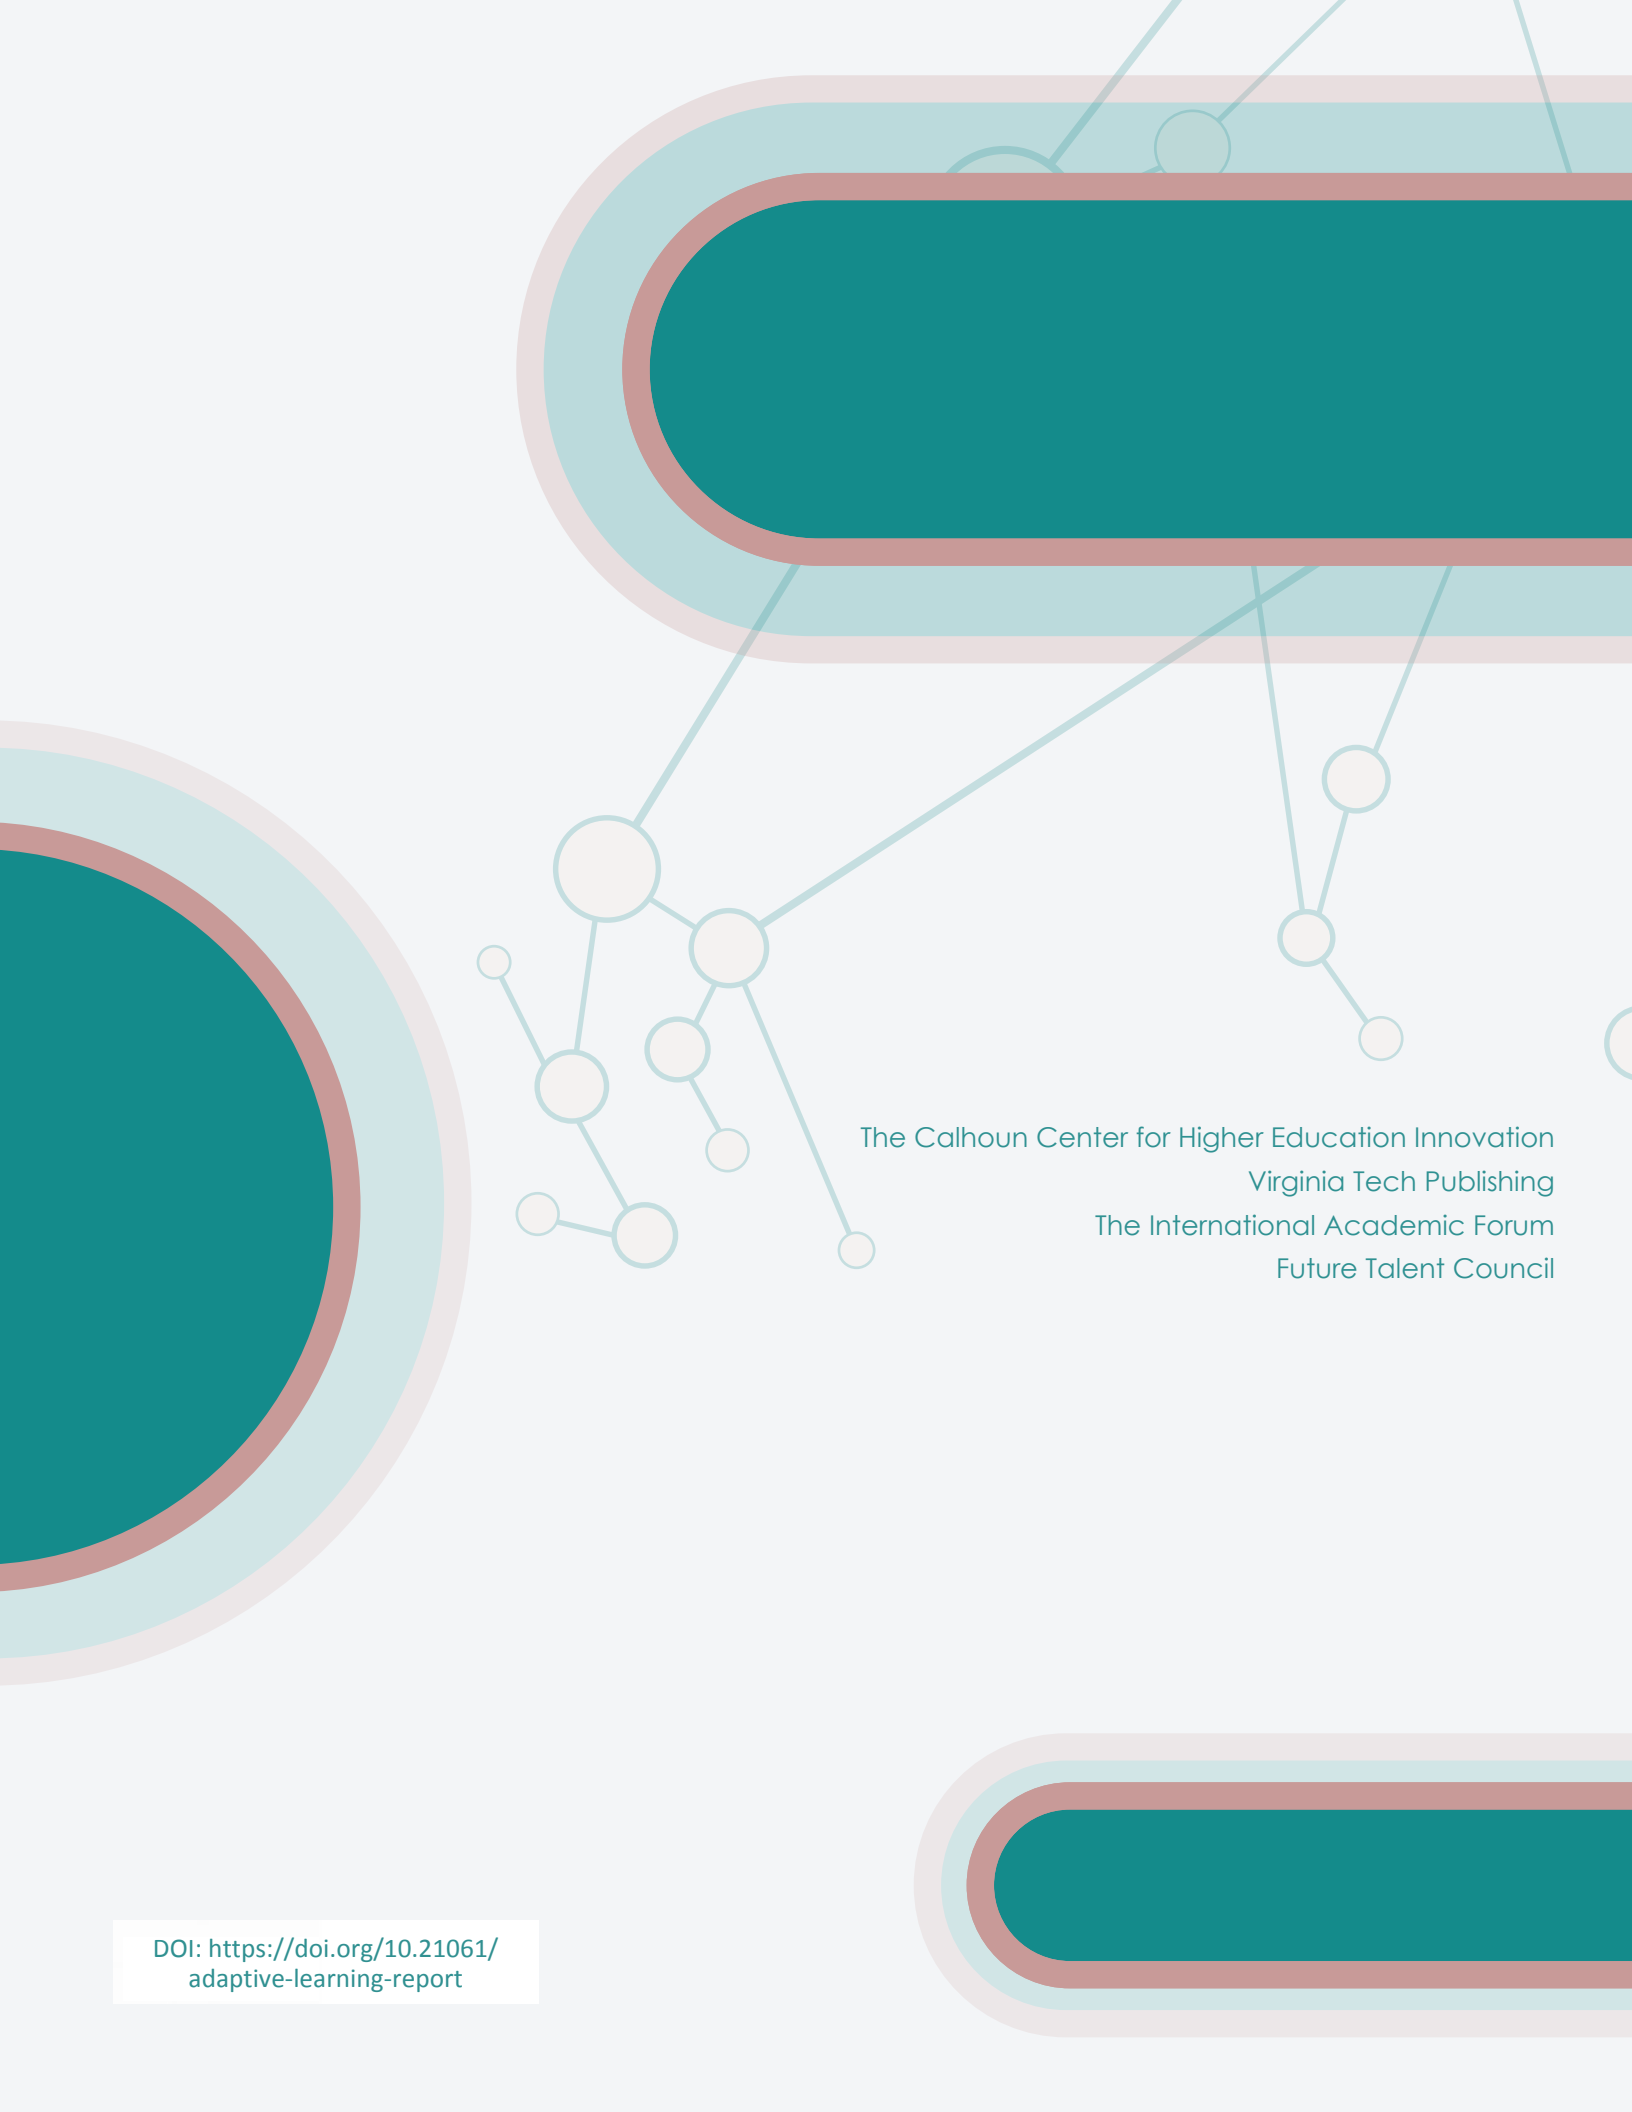 The Calhoun Center for Higher Education Innovation
Virginia Tech Publishing
The International Academic Forum
Future Talent Council
DOI: https://doi.org/10.21061/
adaptive-learning-report